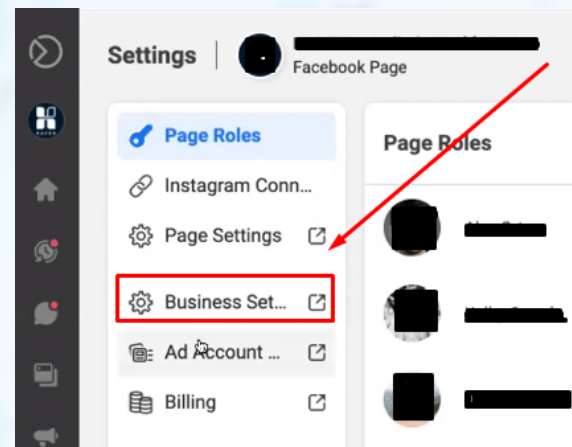 Settings
Facebook Page
Page Roles
Instagram Conn...
Page Settings
Business Set...
Ad Account ...
Billing
Page Roles